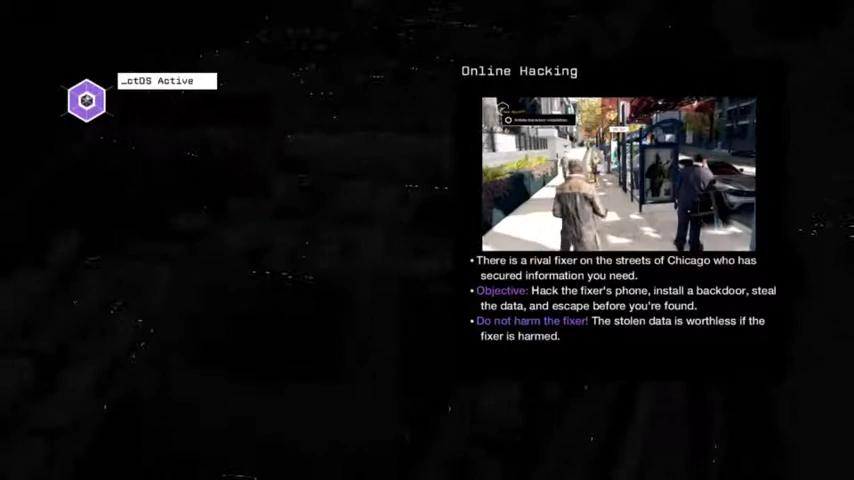 _ctOS Active
Online Hacking
• There is a rival fixer on the streets of Chicago who has
secured information you need.
• Objective: Hack the fixer's phone, install a backdoor, steal
the data, and escape before you're found.
• Do not harm the fixer! The stolen data is worthless if the
fixer is harmed.